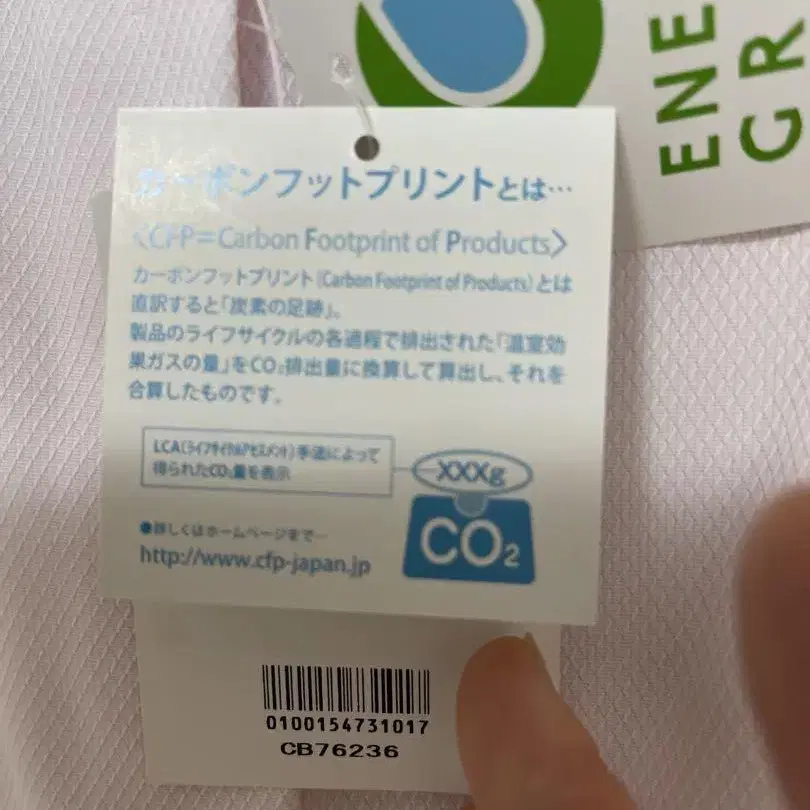 ENE
GR
カーボンフットプリントとは…
〈CFP=Carbon Footprint of Products〉
カーボンフットプリント(Carbon Footprint of Products)とは
直訳すると「炭素の足跡」。
製品のライフサイクルの各過程で排出された「温室効
果ガスの量」をCO₂排出量に換算して算出し、それを
合算したものです。
LCA(ライフサイクルアセスメント)手法によって
得られたCO₂量を表示
XXXg
CO₂
●詳しくはホームページまで…
http://www.cfp-japan.jp
0100154731017
CB76236